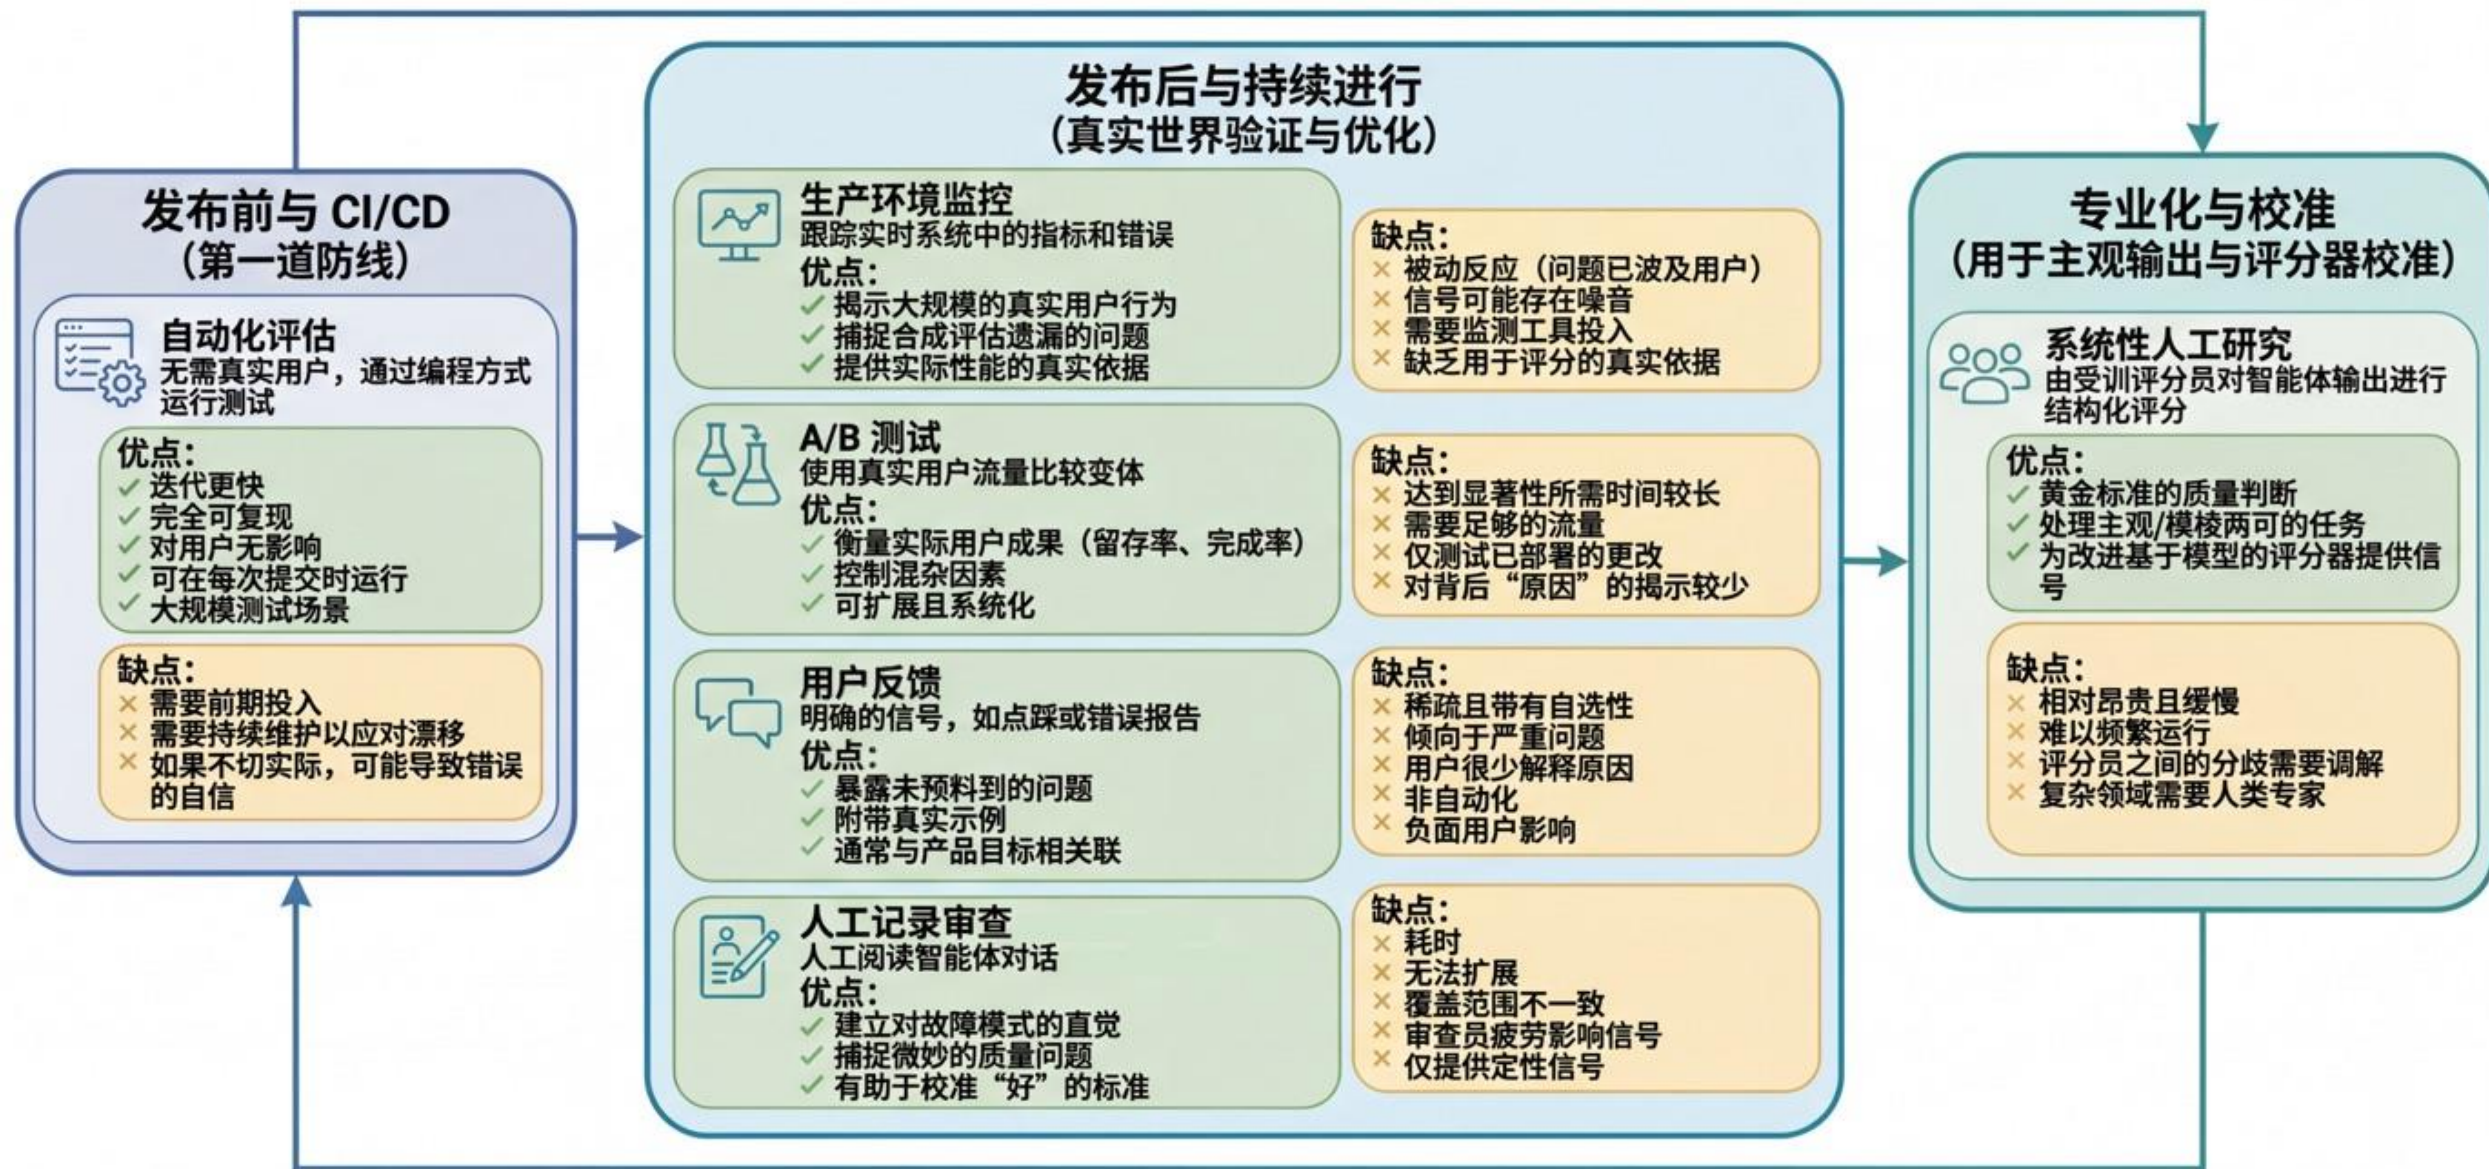 发布前与 CI/CD
（第一道防线）
自动化评估
无需真实用户，通过编程方式
运行测试
优点：
迭代更快
完全可复现
对用户无影响
可在每次提交时运行
大规模测试场景
缺点：
需要前期投入
需要持续维护以应对漂移
如果不切实际，可能导致错误
的自信
发布后与持续进行
（真实世界验证与优化）
生产环境监控
跟踪实时系统中的指标和错误
优点：
揭示大规模的真实用户行为
捕捉合成评估遗漏的问题
提供实际性能的真实依据
缺点：
被动反应（问题已波及用户）
信号可能存在噪音
需要监测工具投入
缺乏用于评分的真实依据
A/B 测试
使用真实用户流量比较变体
优点：
衡量实际用户成果（留存率、完成率）
控制混杂因素
可扩展且系统化
缺点：
达到显著性所需时间较长
需要足够的流量
仅测试已部署的更改
对背后“原因”的揭示较少
用户反馈
明确的信号，如点踩或错误报告
优点：
暴露未预料到的问题
附带真实示例
通常与产品目标相关联
缺点：
稀疏且带有自选性
倾向于严重问题
用户很少解释原因
非自动化
负面用户影响
人工记录审查
人工阅读智能体对话
优点：
建立对故障模式的直觉
捕捉微妙的质量问题
有助于校准“好”的标准
缺点：
耗时
无法扩展
覆盖范围不一致
审查员疲劳影响信号
仅提供定性信号
专业化与校准
（用于主观输出与评分器校准）
系统性人工研究
由受训评分员对智能体输出进行
结构化评分
优点：
黄金标准的质量判断
处理主观/模棱两可的任务
为改进基于模型的评分器提供信
号
缺点：
相对昂贵且缓慢
难以频繁运行
评分员之间的分歧需要调解
复杂领域需要人类专家